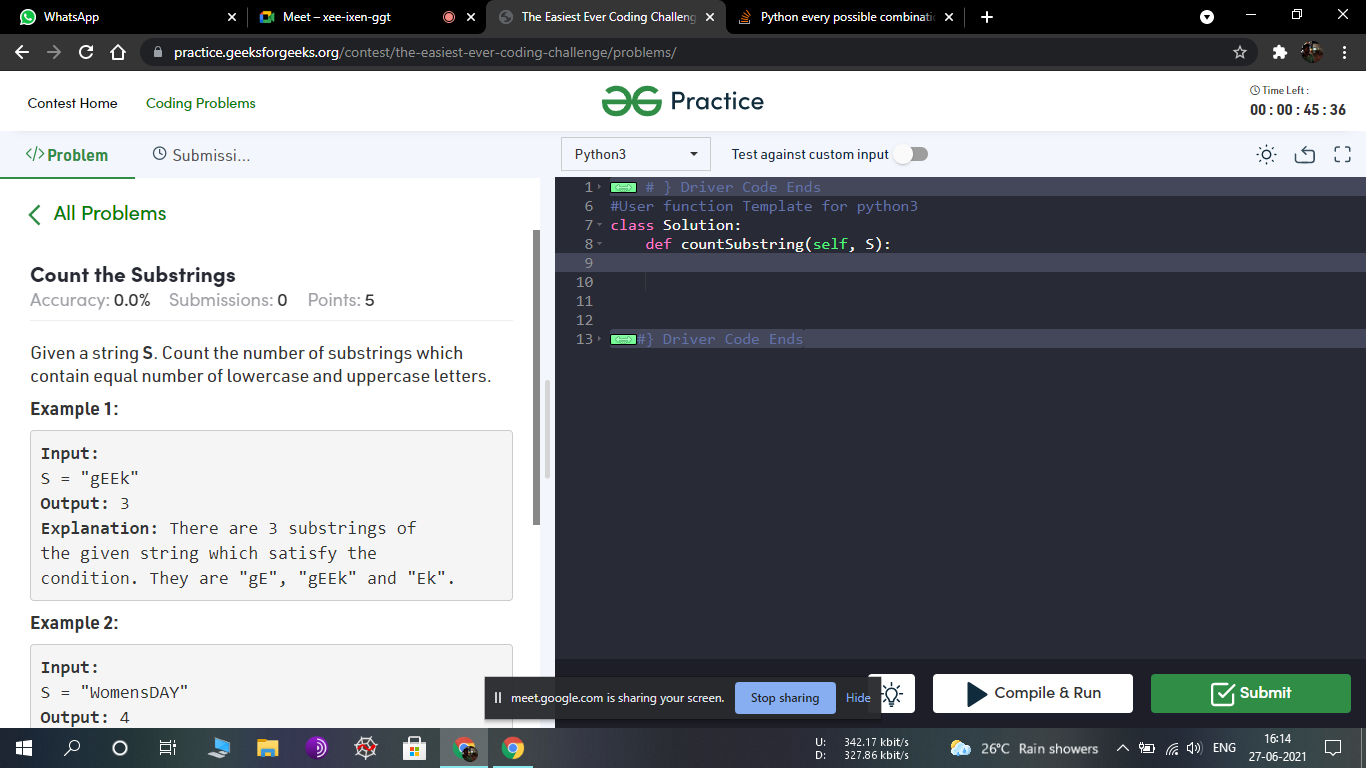 WhatsApp
Meet – xee-ixen-ggt
The Easiest Ever Coding Challeng
Python every possible combinati
practice.geeksforgeeks.org/contest/the-easiest-ever-coding-challenge/problems/
Contest Home
Coding Problems
Practice
Time Left :
00 : 00 : 45 : 36
</> Problem
Submissi...
Python3
Test against custom input
All Problems
Count the Substrings
Accuracy: 0.0% Submissions: 0 Points: 5
Given a string S. Count the number of substrings which
contain equal number of lowercase and uppercase letters.
Example 1:
Input:
S = "gEEk"
Output: 3
Explanation: There are 3 substrings of
the given string which satisfy the
condition. They are "gE", "gEEk" and "Ek".
Example 2:
Input:
S = "WomensDAY"
Output: 4
1 # } Driver Code Ends
6 #User function Template for python3
7 class Solution:
8 def countSubstring(self, S):
9
10
11
12
13 #} Driver Code Ends
meet.google.com is sharing your screen.
Stop sharing
Hide
Compile & Run
Submit
U: 342.17 kbit/s
D: 327.86 kbit/s
26°C Rain showers
ENG
16:14
27-06-2021